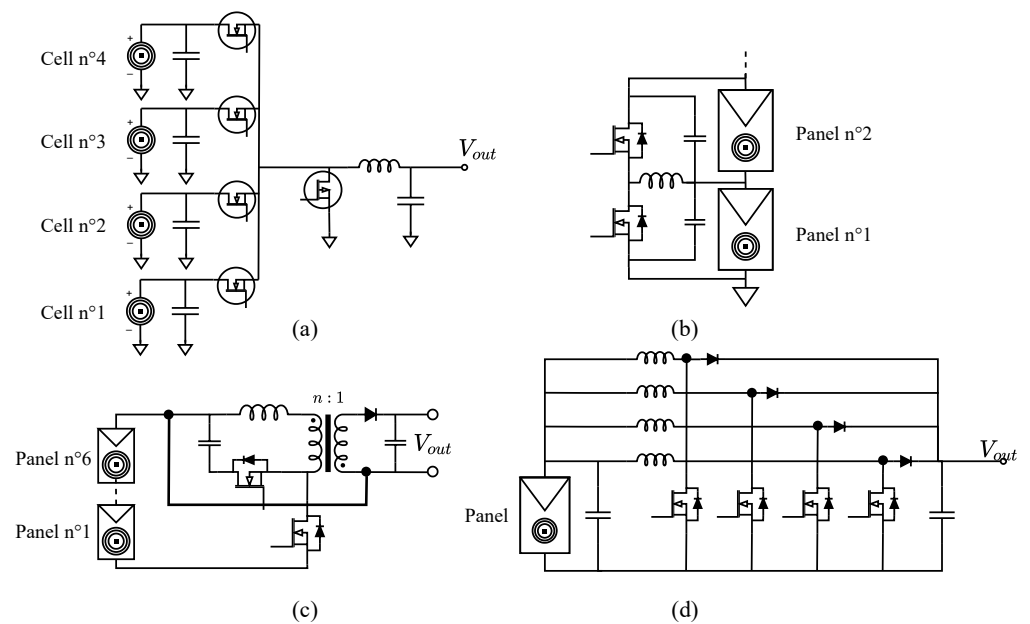 Cell n°4
Cell n°3
Cell n°2
Cell n°1
+
−
+
−
+
−
+
−
V_out
(a)
Panel n°2
Panel n°1
(b)
n : 1
Panel n°6
Panel n°1
V_out
(c)
Panel
V_out
(d)